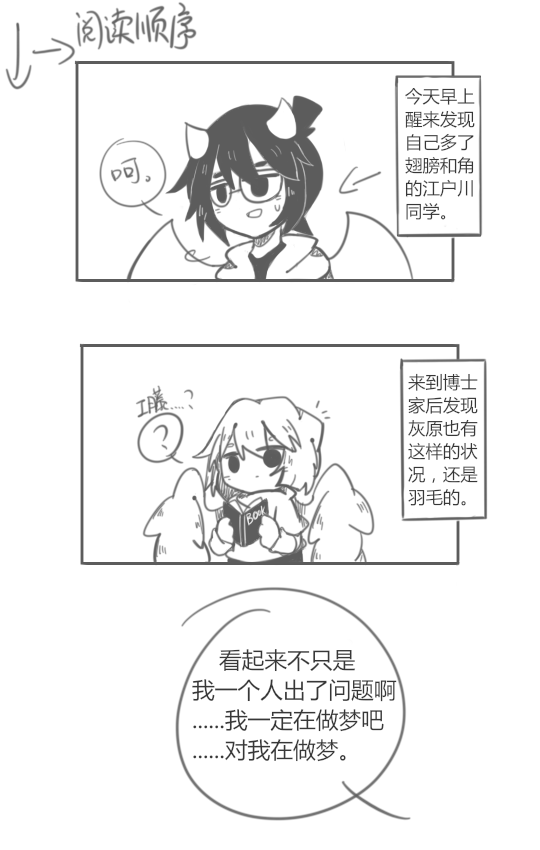 阅读顺序
今天早上
醒来发现
自己多了
翅膀和角
的江户川
同学。
呵。
来到博士
家后发现
灰原也有
这样的状
况，还是
羽毛的。
工藤....?
?
BOOK
看起来不只是
我一个人出了问题啊
……我一定在做梦吧
……对我在做梦。